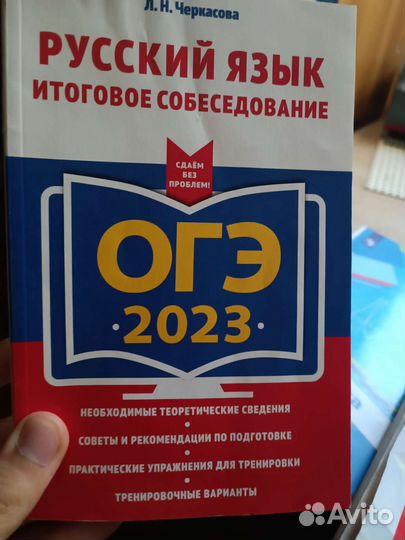 Л. Н. Черкасова
РУССКИЙ ЯЗЫК
ИТОГОВОЕ СОБЕСЕДОВАНИЕ
СДАЁМ
БЕЗ
ПРОБЛЕМ!
ОГЭ
·2023·
НЕОБХОДИМЫЕ ТЕОРЕТИЧЕСКИЕ СВЕДЕНИЯ
•
СОВЕТЫ И РЕКОМЕНДАЦИИ ПО ПОДГОТОВКЕ
•
ПРАКТИЧЕСКИЕ УПРАЖНЕНИЯ ДЛЯ ТРЕНИРОВКИ
•
ТРЕНИРОВОЧНЫЕ ВАРИАНТЫ
Avito